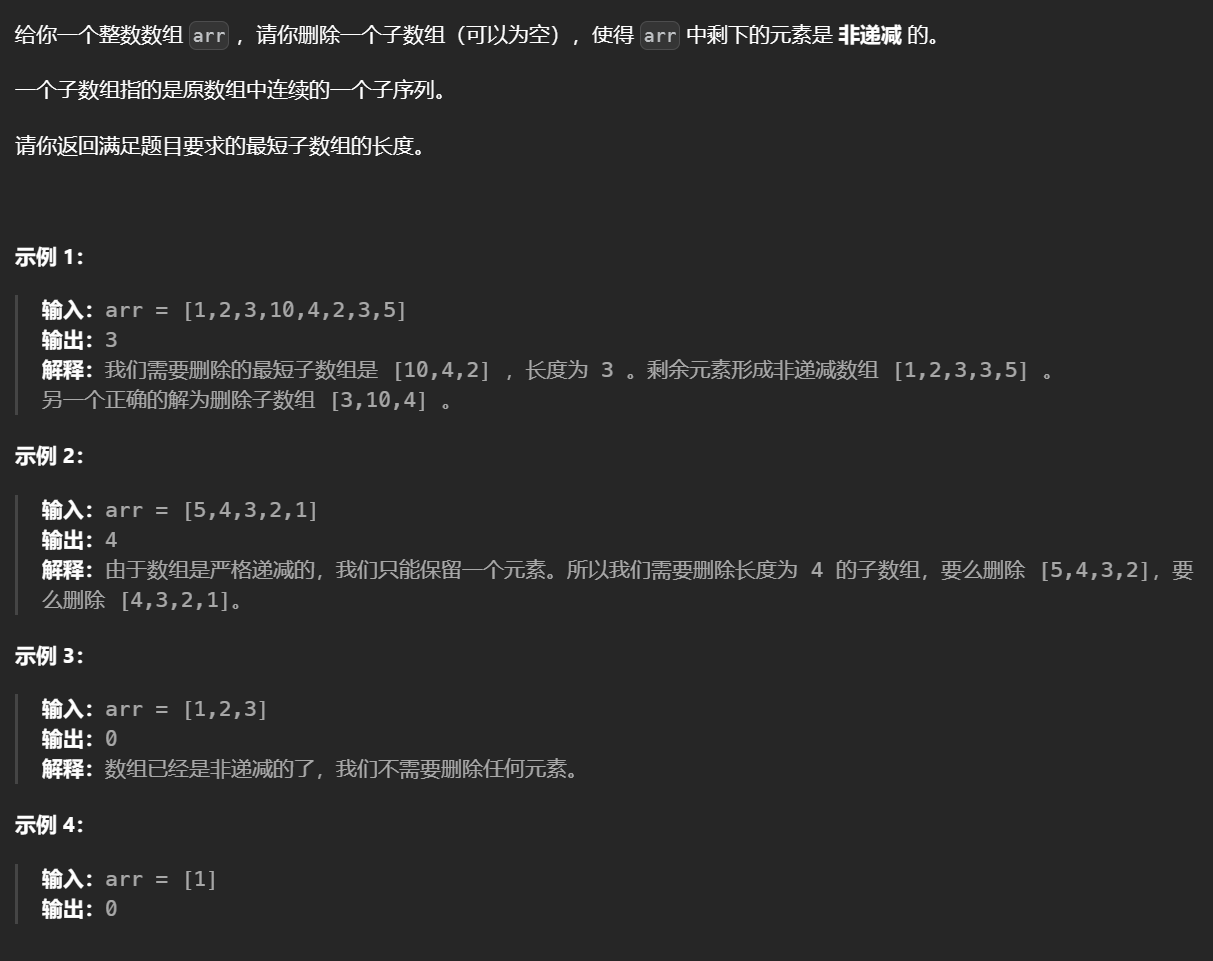 给你一个整数数组 arr ，请你删除一个子数组（可以为空），使得 arr 中剩下的元素是 非递减 的。
一个子数组指的是原数组中连续的一个子序列。
请你返回满足题目要求的最短子数组的长度。
示例 1：
输入：arr = [1,2,3,10,4,2,3,5]
输出：3
解释：我们需要删除的最短子数组是 [10,4,2] ，长度为 3 。剩余元素形成非递减数组 [1,2,3,3,5] 。
另一个正确的解为删除子数组 [3,10,4] 。
示例 2：
输入：arr = [5,4,3,2,1]
输出：4
解释：由于数组是严格递减的，我们只能保留一个元素。所以我们需要删除长度为 4 的子数组，要么删除 [5,4,3,2]，要
么删除 [4,3,2,1]。
示例 3：
输入：arr = [1,2,3]
输出：0
解释：数组已经是非递减的了，我们不需要删除任何元素。
示例 4：
输入：arr = [1]
输出：0